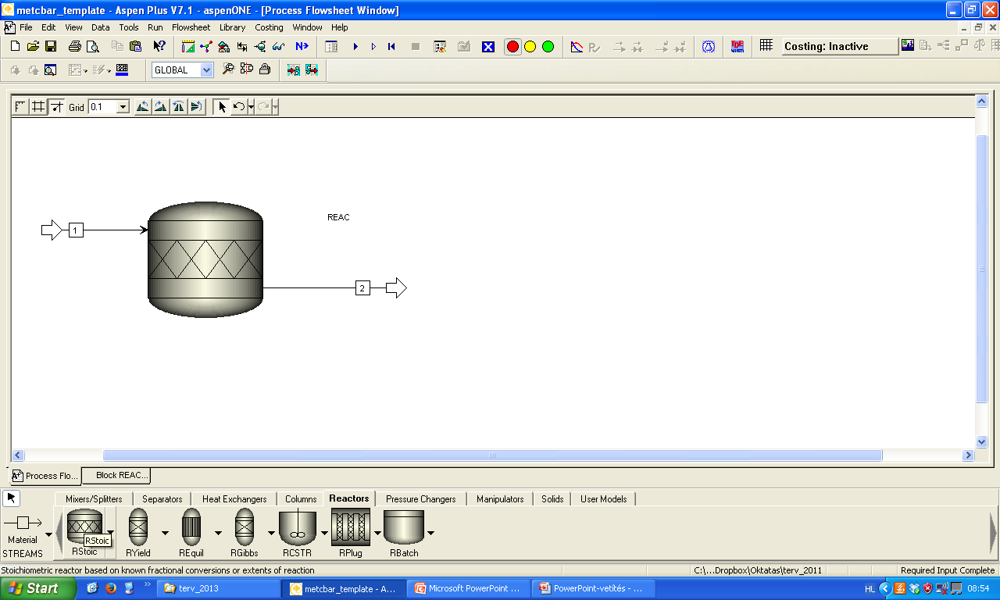 metcbar_template - Aspen Plus V7.1 - aspenONE - [Process Flowsheet Window]
File Edit View Data Tools Run Flowsheet Library Costing Window Help
N>
Costing: Inactive
GLOBAL
Grid 0.1
REAC
1
2
Process Flo... Block REAC...
Mixers/Splitters Separators Heat Exchangers Columns Reactors Pressure Changers Manipulators Solids User Models
Material
STREAMS
RStoic
RStoic RYield REquil RGibbs RCSTR RPlug RBatch
Stoichiometric reactor based on known fractional conversions or extents of reaction C:\...Dropbox\Oktatas\terv_2011 Required Input Complete
Start terv_2013 metcbar_template - A... Microsoft PowerPoint ... PowerPoint-vetítés - ... HL 08:54